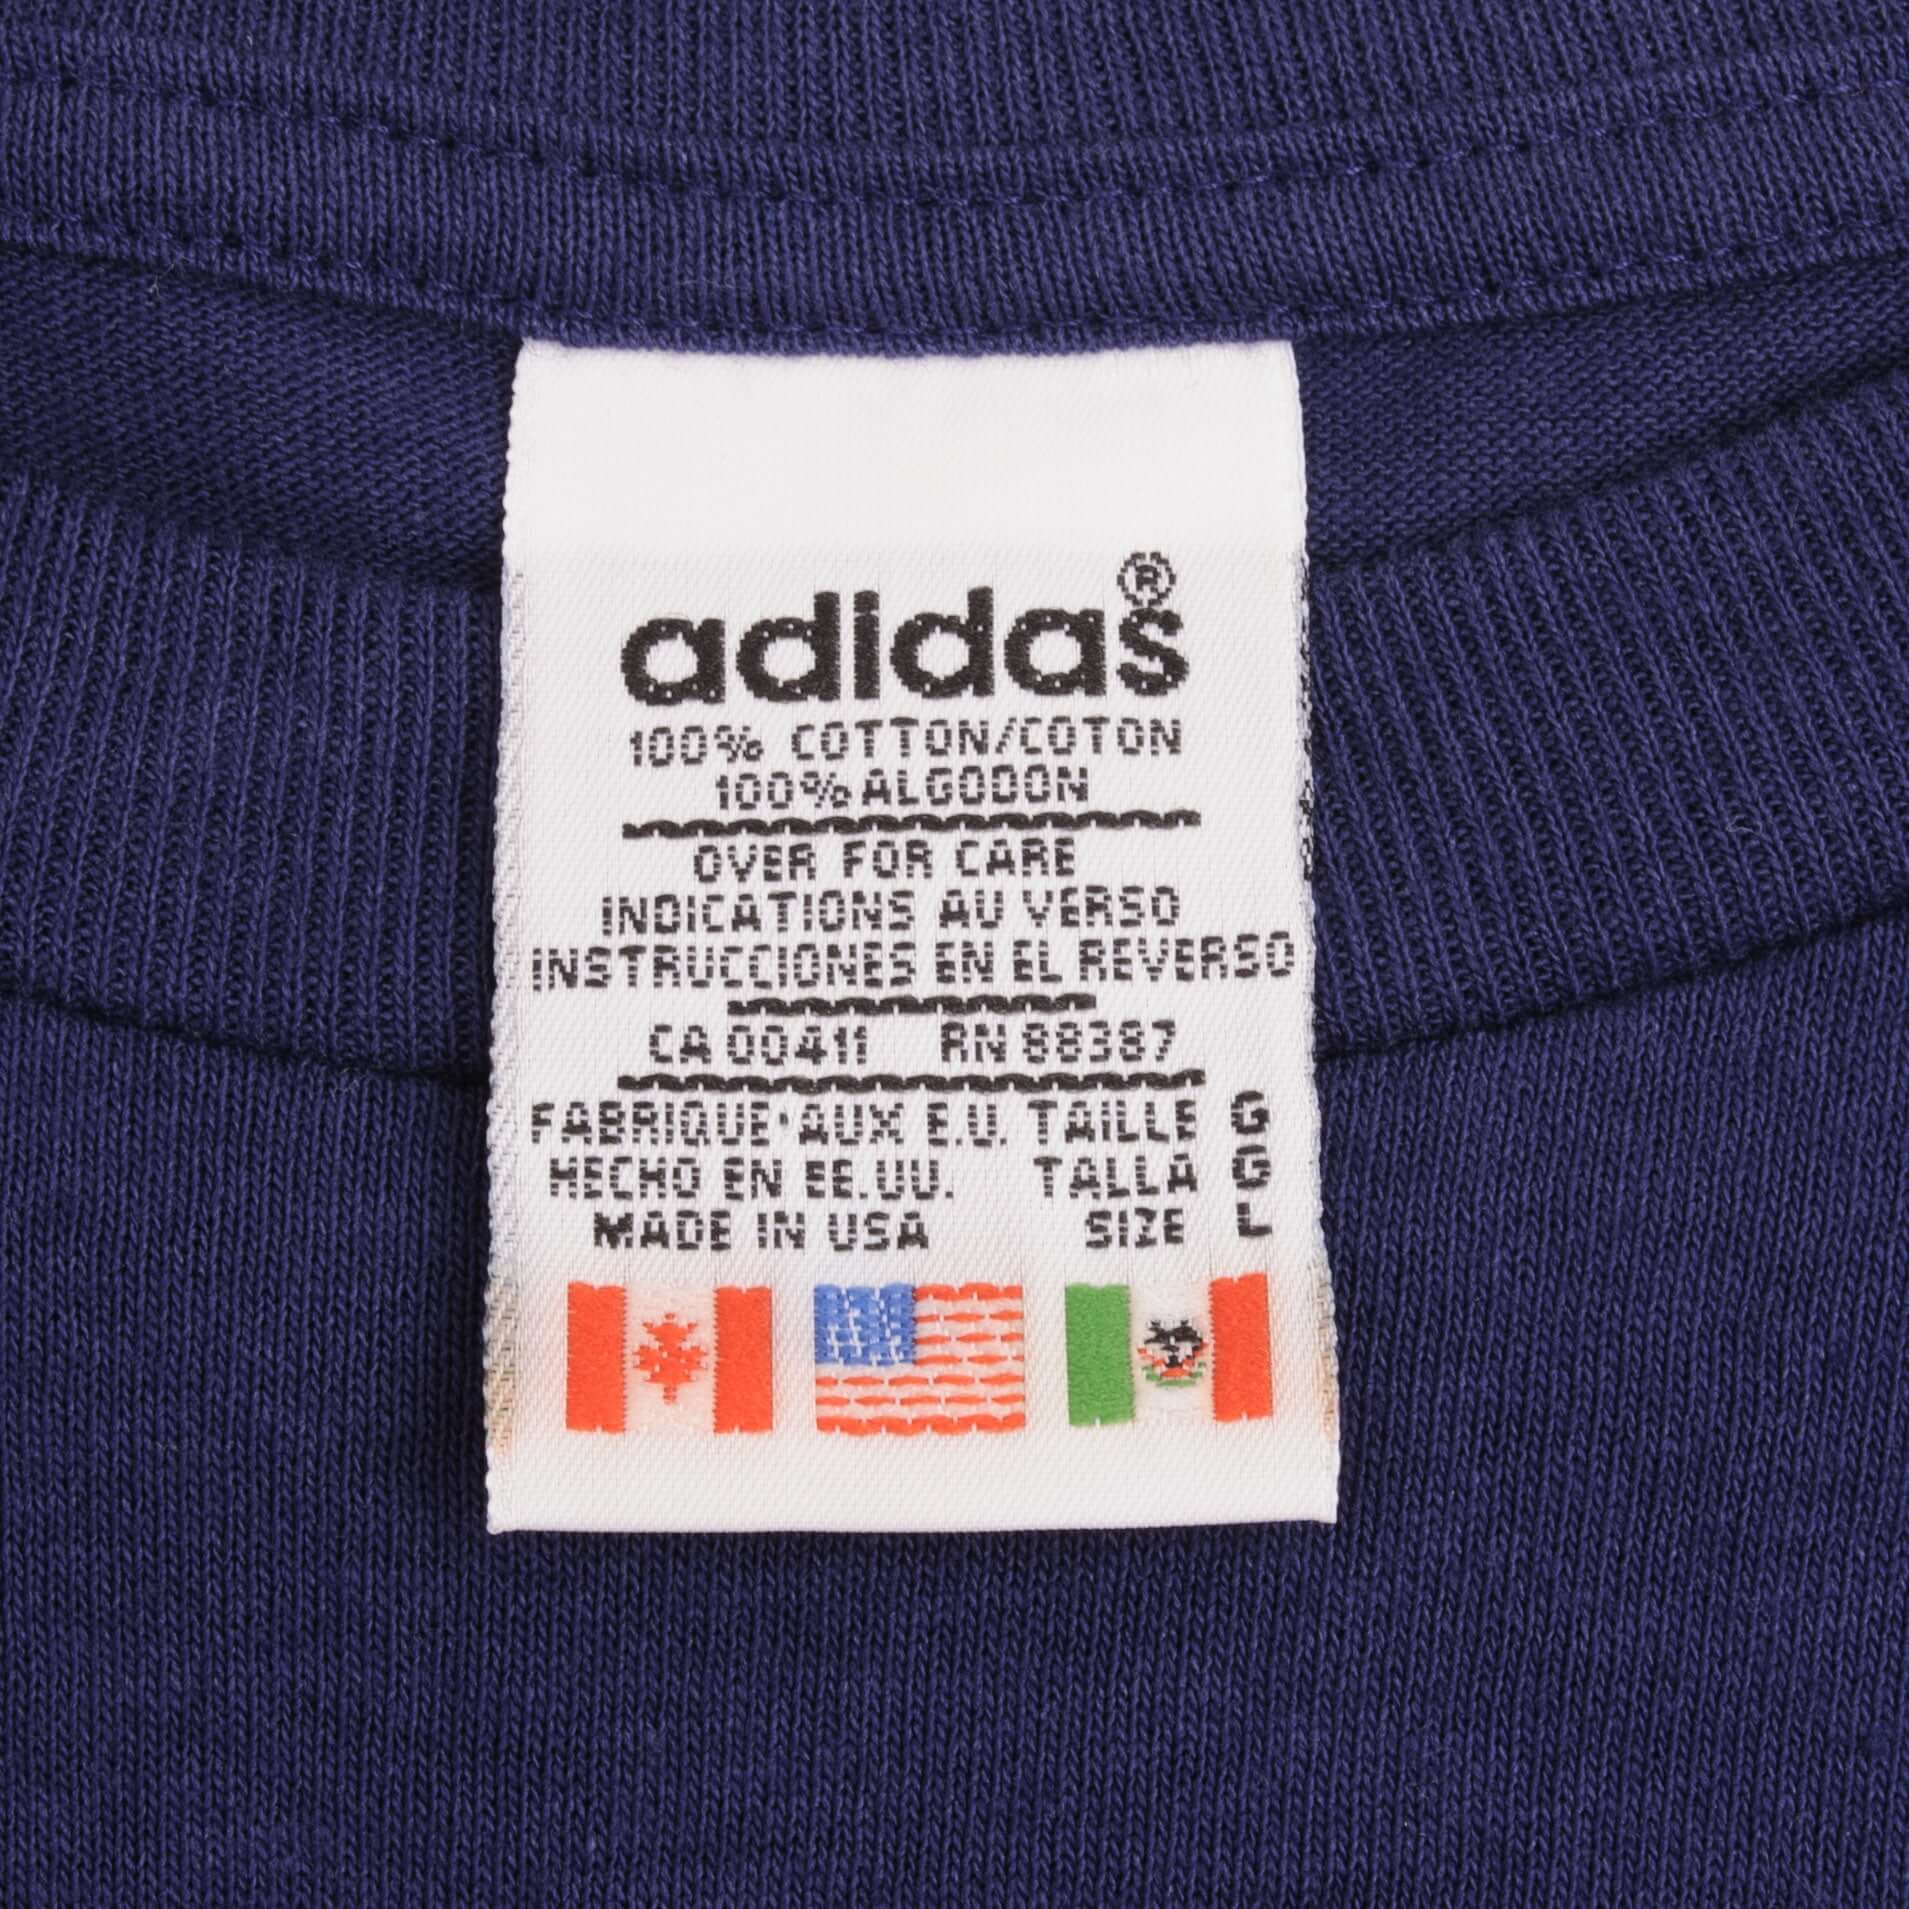 adidas®
100% COTTON/COTON
100% ALGODON
OVER FOR CARE
INDICATIONS AU VERSO
INSTRUCCIONES EN EL REVERSO
CA 00411 RN 88387
FABRIQUE·AUX E.U. TAILLE G
HECHO EN EE.UU. TALLA G
MADE IN USA SIZE L